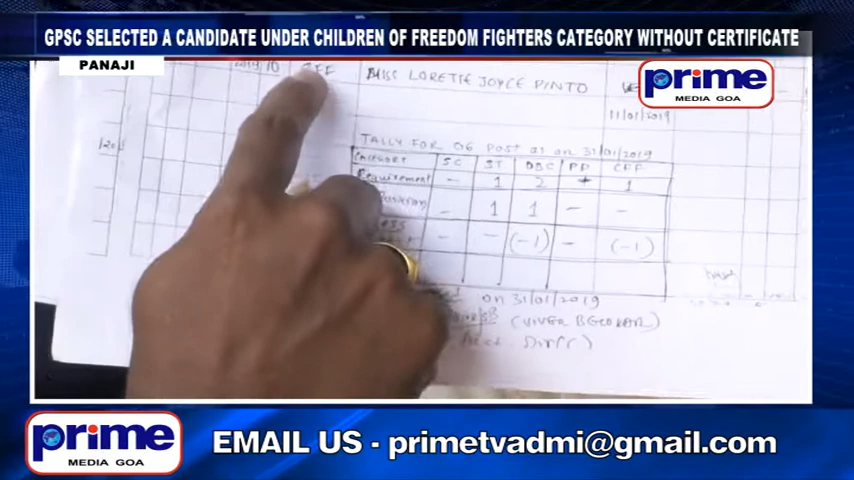 GPSC SELECTED A CANDIDATE UNDER CHILDREN OF FREEDOM FIGHTERS CATEGORY WITHOUT CERTIFICATE
PANAJI
prime
MEDIA GOA
CFF MISS LORETTE JOYCE PINTO
11/01/2019
TALLY FOR 06 POST as on 31/01/2019
CATEGORY SC ST OBC PP CFF
Requirement - 1 2 1
- 1 1 - -
- - (-1) - (-1)
on 31/01/2019
prime
MEDIA GOA
EMAIL US - primetvadmi@gmail.com